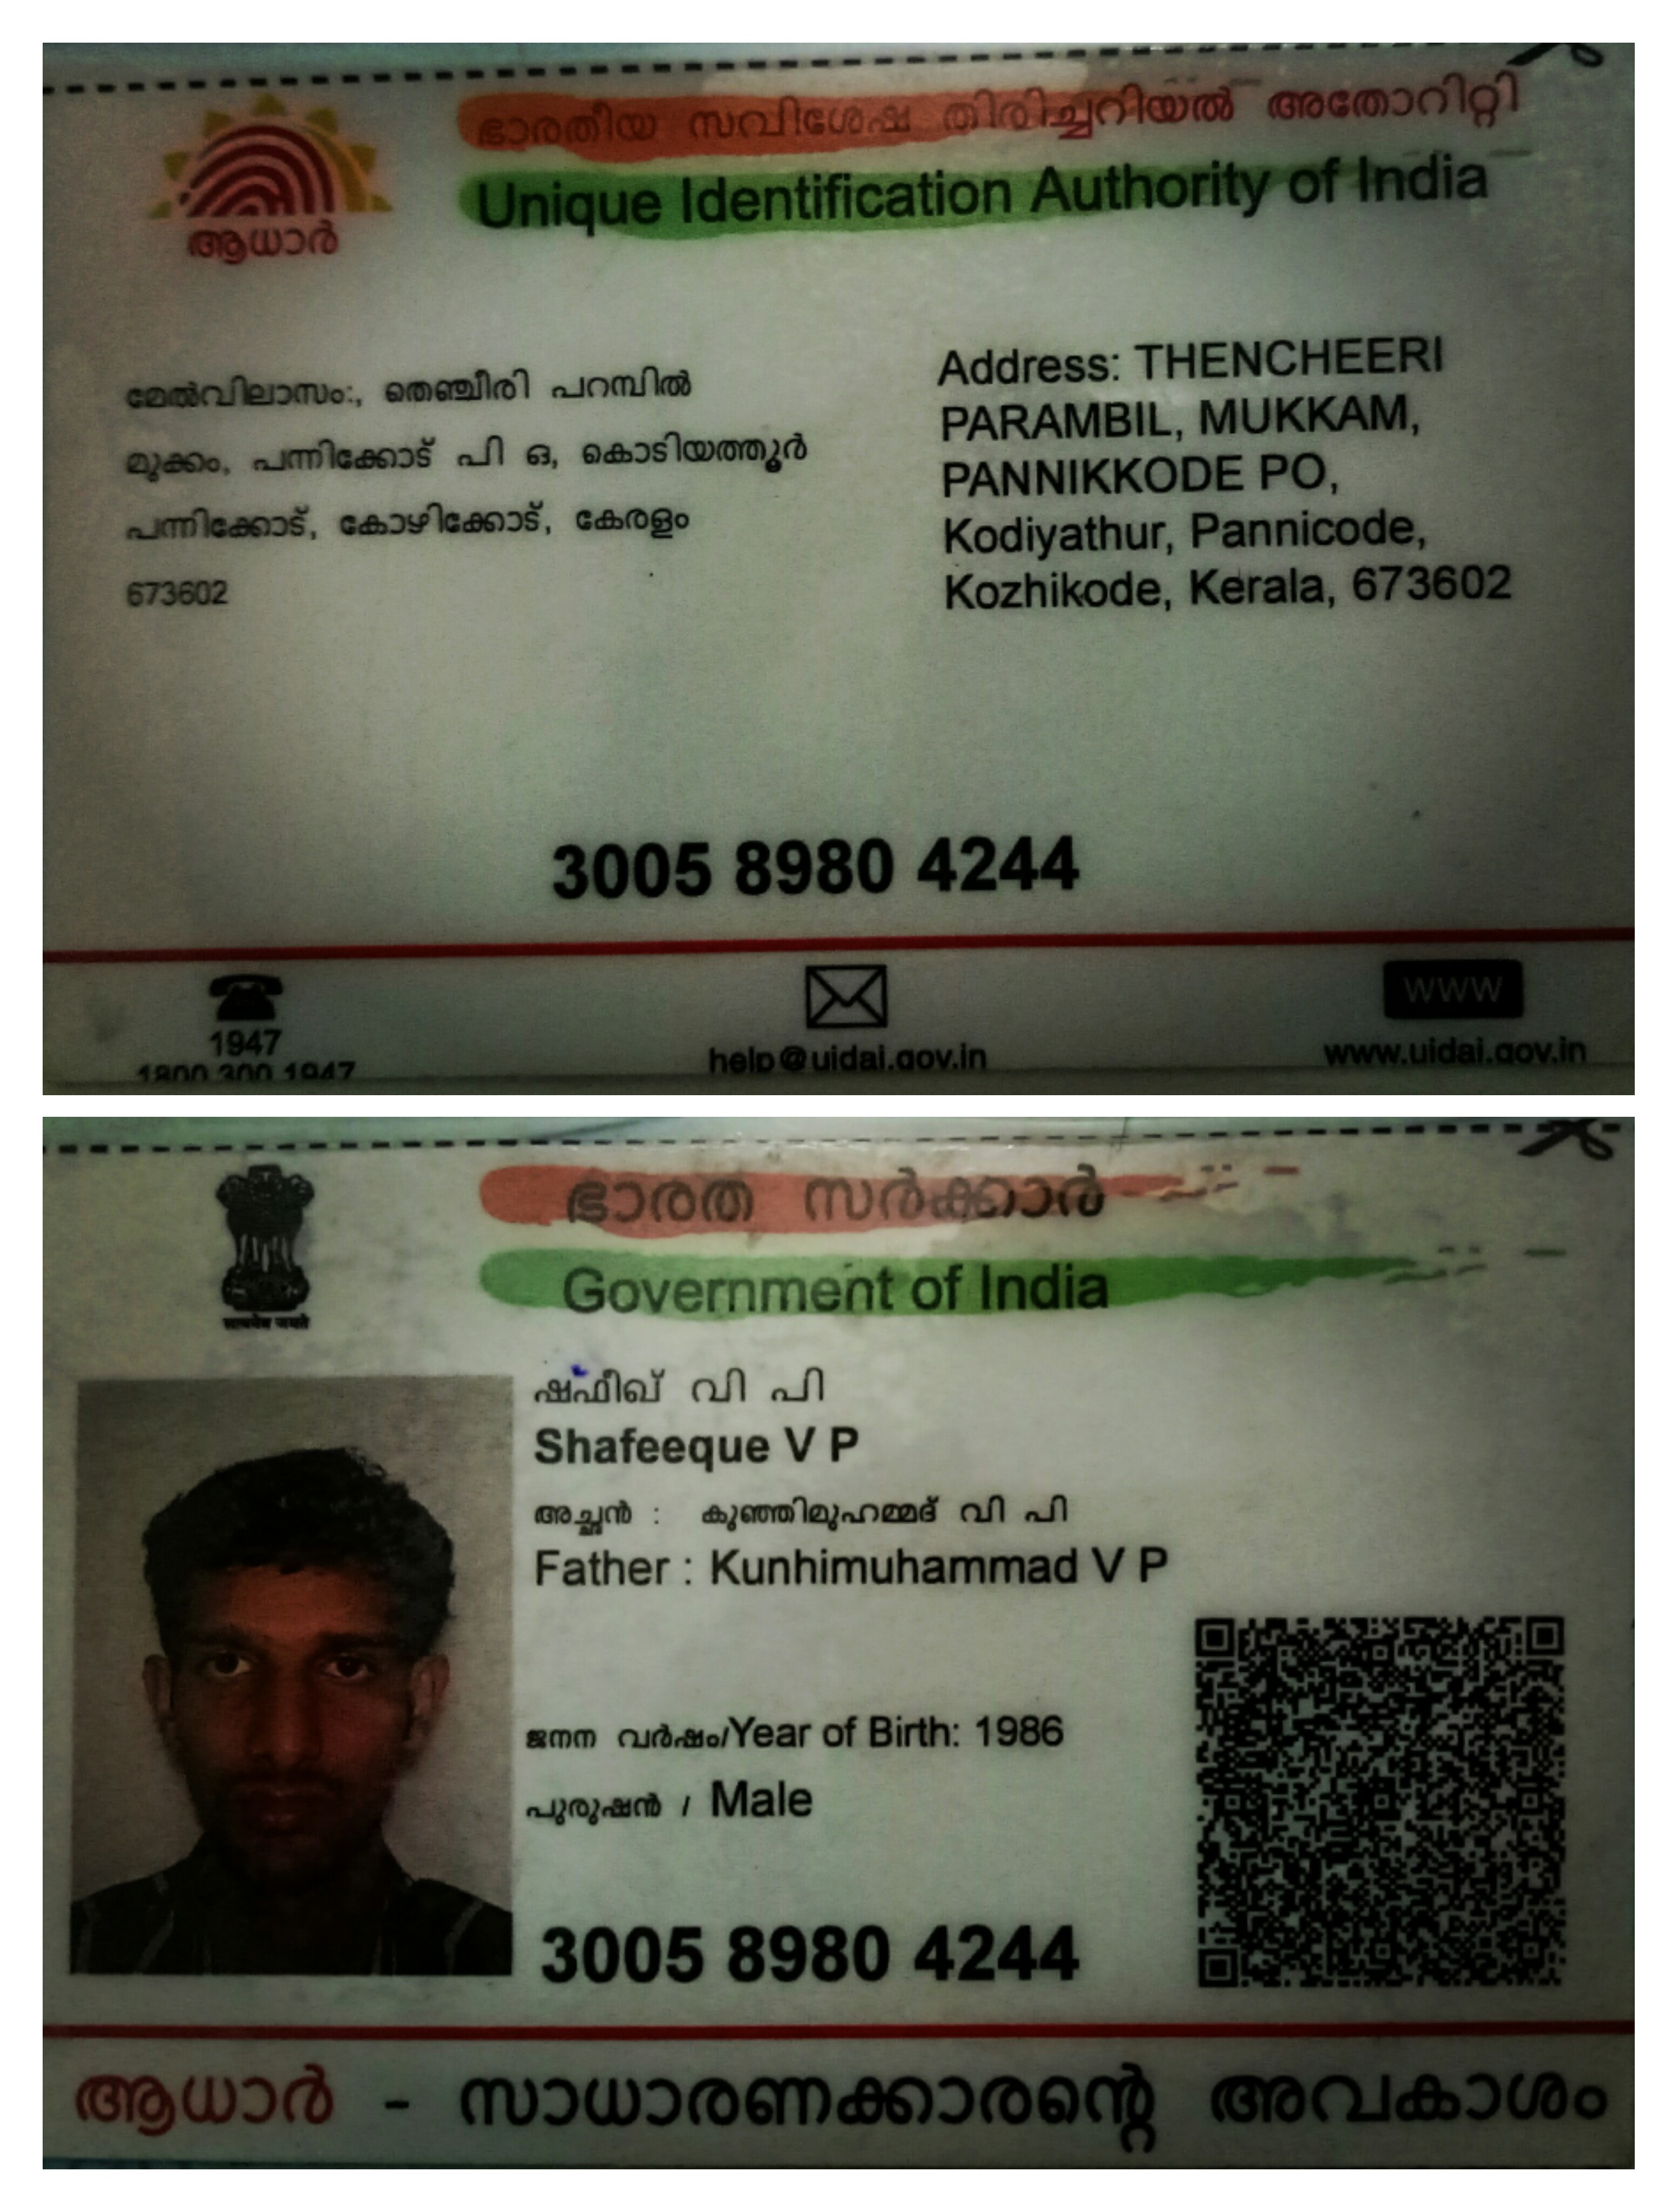 ഭാരതീയ സവിശേഷ തിരിച്ചറിയൽ അതോറിറ്റി
Unique Identification Authority of India
ആധാർ
മേൽവിലാസം:, തെഞ്ചീരി പറമ്പിൽ
മുക്കം, പന്നിക്കോട് പി ഒ, കൊടിയത്തൂർ
പന്നിക്കോട്, കോഴിക്കോട്, കേരളം
673602
Address: THENCHEERI
PARAMBIL, MUKKAM,
PANNIKKODE PO,
Kodiyathur, Pannicode,
Kozhikode, Kerala, 673602
3005 8980 4244
1947
1800 300 1947
help@uidai.gov.in
WWW
www.uidai.gov.in
ഭാരത സർക്കാർ
Government of India
सत्यमेव जयते
ഷഫീഖ് വി പി
Shafeeque V P
അച്ഛൻ : കുഞ്ഞിമുഹമ്മദ് വി പി
Father : Kunhimuhammad V P
ജനന വർഷം/Year of Birth: 1986
പുരുഷൻ / Male
3005 8980 4244
ആധാർ - സാധാരണക്കാരന്റെ അവകാശം